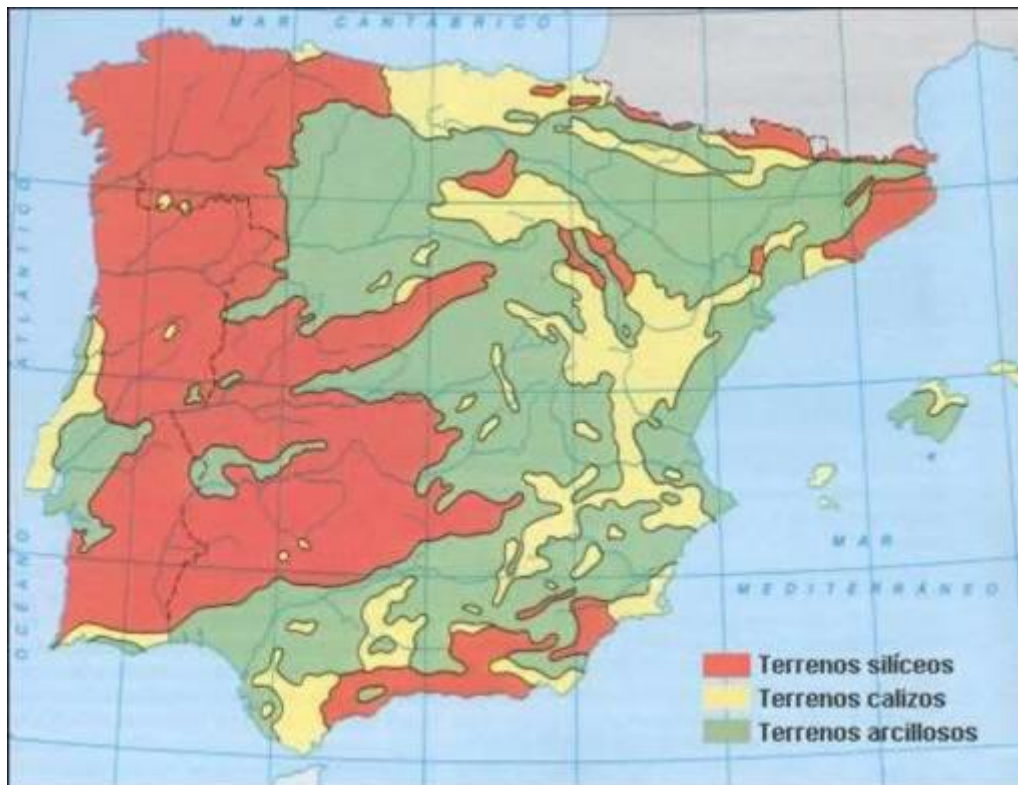 MAR CANTÁBRICO
OCÉANO ATLÁNTICO
MAR
MEDITERRÁNEO
Terrenos silíceos
Terrenos calizos
Terrenos arcillosos